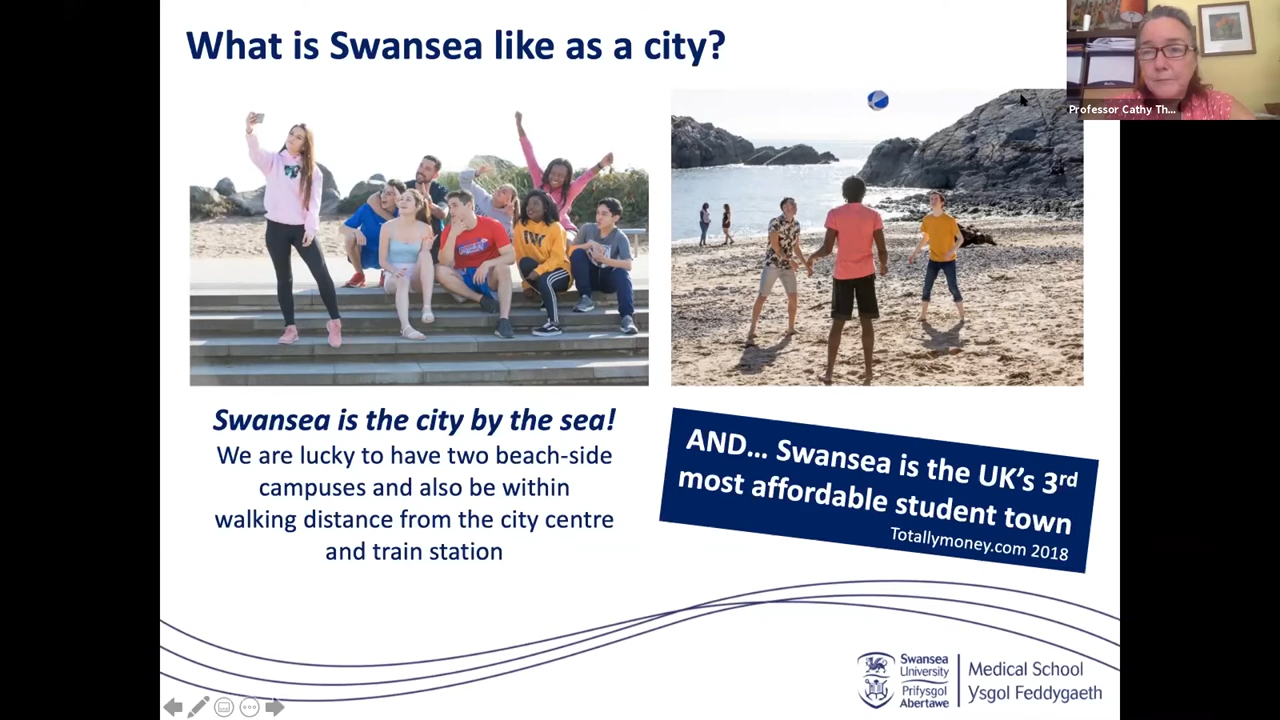 What is Swansea like as a city?
Professor Cathy Th...
Swansea is the city by the sea!
We are lucky to have two beach-side
campuses and also be within
walking distance from the city centre
and train station
AND... Swansea is the UK's 3rd
most affordable student town
Totallymoney.com 2018
Swansea
University
Prifysgol
Abertawe
Medical School
Ysgol Feddygaeth